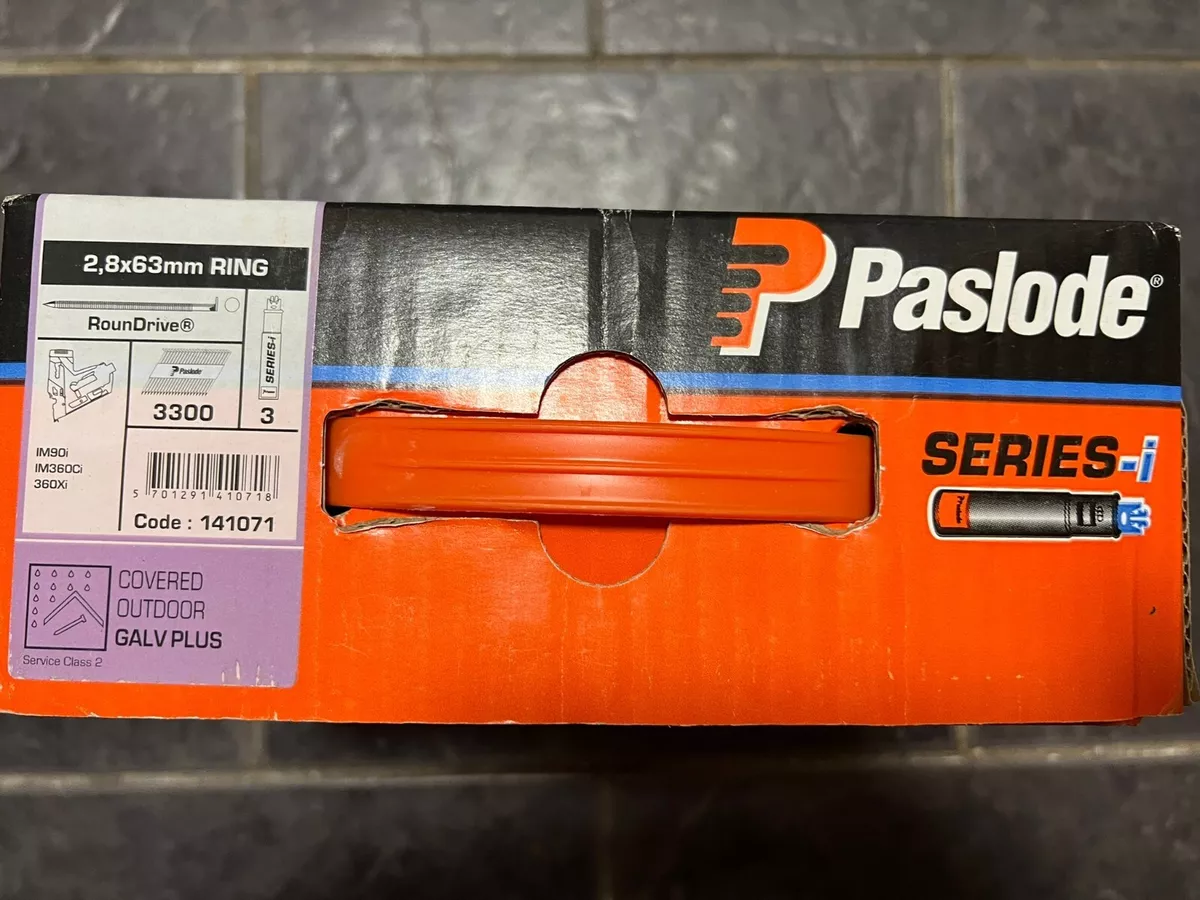 2,8x63mm RING
RounDrive®
SERIES-i
Paslode
3300
3
IM90i
IM360Ci
360Xi
5 701291 410718
Code : 141071
COVERED
OUTDOOR
GALV PLUS
Service Class 2
Paslode®
SERIES-i
Paslode